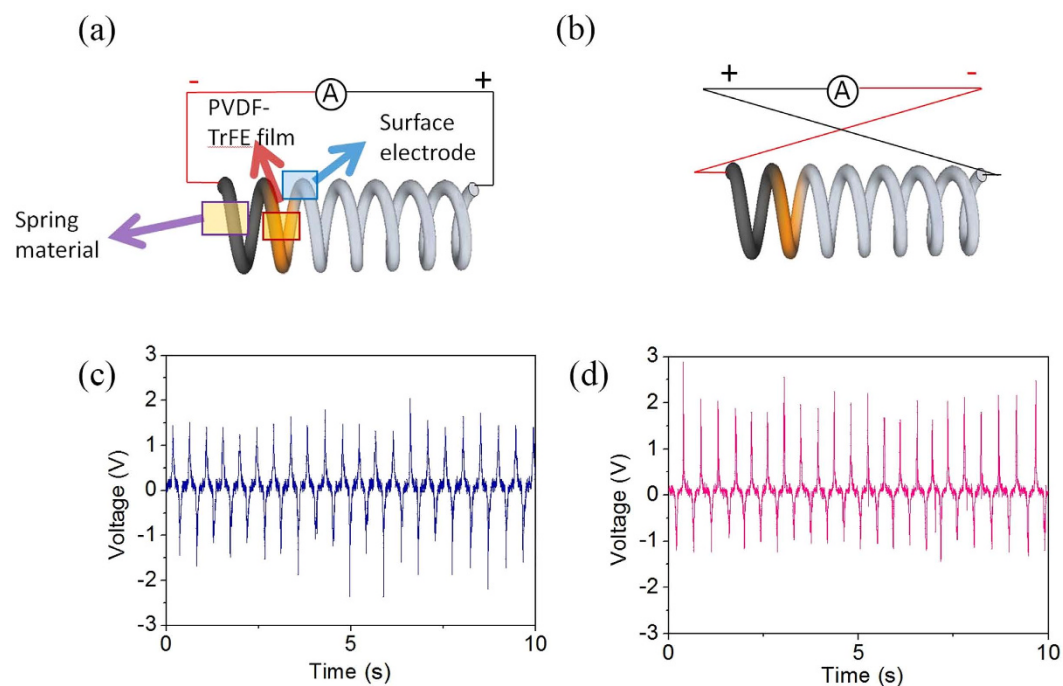 (a)
(b)
- A +
+ A -
PVDF-
TrFE film
Surface
electrode
Spring
material
(c)
3
2
1
0
-1
-2
-3
Voltage (V)
0 5 10
Time (s)
(d)
3
2
1
0
-1
-2
-3
Voltage (V)
0 5 10
Time (s)